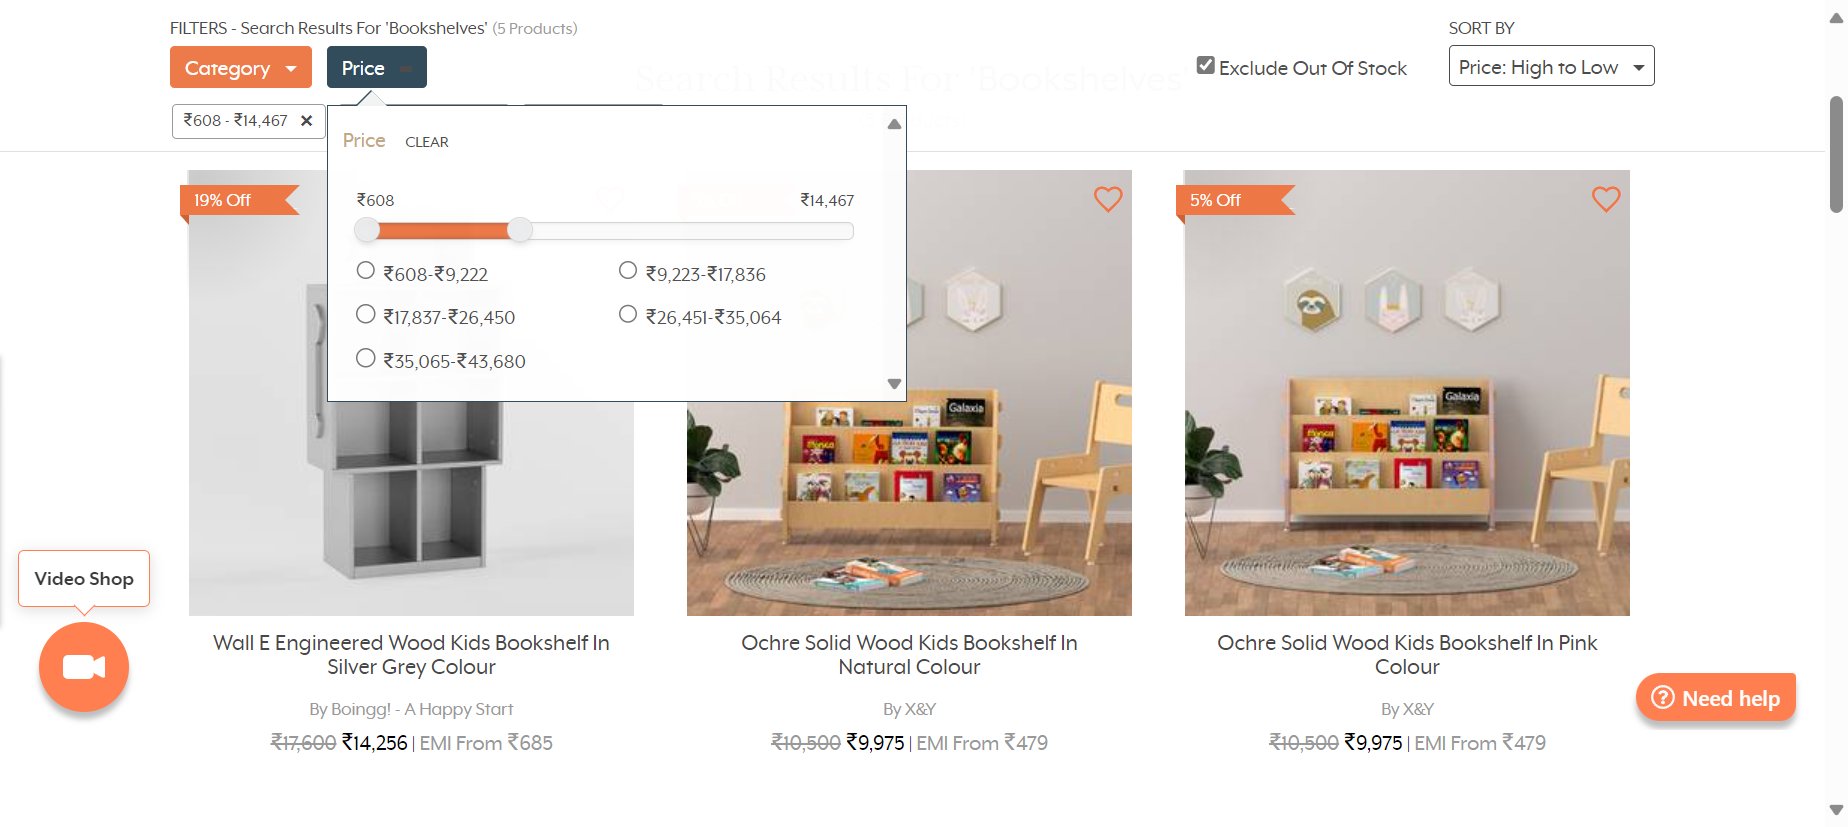 FILTERS - Search Results For 'Bookshelves' (5 Products)
SORT BY
Category
Price
Search Results For 'Bookshelves'
Exclude Out Of Stock
Price: High to Low
₹608 - ₹14,467 ✕
Price CLEAR
₹608 ₹14,467
₹608-₹9,222
₹9,223-₹17,836
₹17,837-₹26,450
₹26,451-₹35,064
₹35,065-₹43,680
19% Off
5% Off
Galaxia
Galaxia
Video Shop
Need help
Wall E Engineered Wood Kids Bookshelf In
Silver Grey Colour
By Boingg! - A Happy Start
₹17,600 ₹14,256 | EMI From ₹685
Ochre Solid Wood Kids Bookshelf In
Natural Colour
By X&Y
₹10,500 ₹9,975 | EMI From ₹479
Ochre Solid Wood Kids Bookshelf In Pink
Colour
By X&Y
₹10,500 ₹9,975 | EMI From ₹479